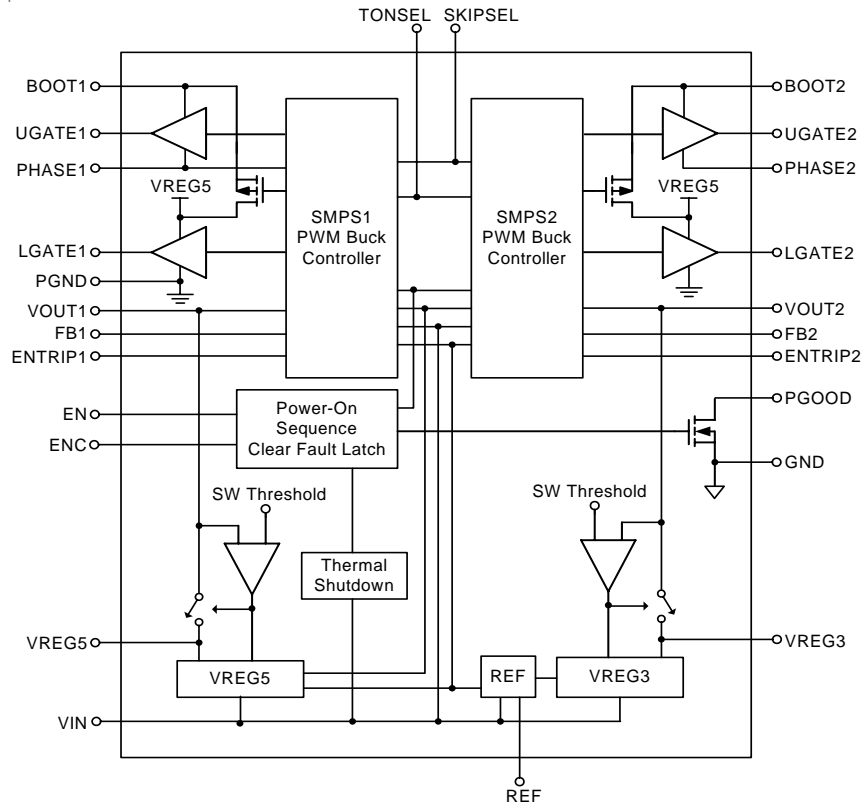 TONSEL SKIPSEL
BOOT1
BOOT2
UGATE1
UGATE2
PHASE1
PHASE2
VREG5
VREG5
SMPS1
PWM Buck
Controller
SMPS2
PWM Buck
Controller
LGATE1
LGATE2
PGND
VOUT1
VOUT2
FB1
FB2
ENTRIP1
ENTRIP2
EN
ENC
Power-On
Sequence
Clear Fault Latch
PGOOD
GND
SW Threshold
SW Threshold
Thermal
Shutdown
VREG5
VREG3
VREG5
REF
VREG3
VIN
REF